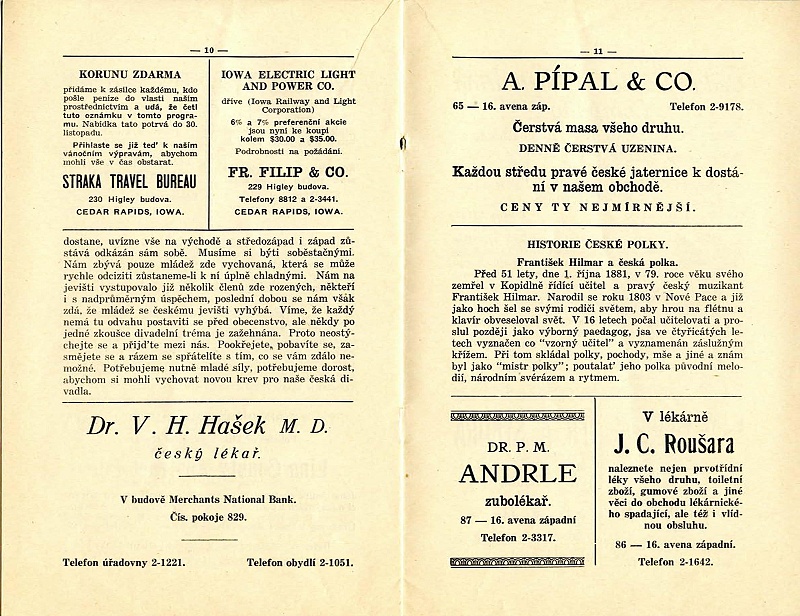 — 10 —
KORUNU ZDARMA
přidáme k zásilce každému, kdo
pošle peníze do vlasti naším
prostřednictvím a udá, že četl
tuto oznámku v tomto progra-
mu. Nabídka tato potrvá do 30.
listopadu.
Přihlaste se již teď k našim
vánočním výpravám, abychom
mohli vše v čas obstarat.
STRAKA TRAVEL BUREAU
230 Higley budova.
CEDAR RAPIDS, IOWA.
IOWA ELECTRIC LIGHT
AND POWER CO.
dříve (Iowa Railway and Light
Corporation)
6% a 7% preferenční akcie
jsou nyní ke koupi
kolem $30.00 a $35.00.
Podrobnosti na požádání.
FR. FILIP & CO.
229 Higley budova.
Telefony 8812 a 2-3441.
CEDAR RAPIDS, IOWA.
dostane, uvízne vše na východě a středozápad i západ zů-
stává odkázán sám sobě. Musíme si býti soběstačnými.
Nám zbývá pouze mládež zde vychovaná, která se může
rychle odciziti zůstaneme-li k ní úplně chladnými. Nám na
jevišti vystupovalo již několik členů zde rozených, někteří
i s nadprůměrným úspěchem, poslední dobou se nám však
zdá, že mládež se českému jevišti vyhýbá. Víme, že každý
nemá tu odvahu postaviti se před obecenstvo, ale někdy po
jedné zkoušce divadelní tréma je zažehnána. Proto neostý-
chejte se a přijďte mezi nás. Pookřejete, pobavíte se, za-
smějete se a rázem se spřátelíte s tím, co se vám zdálo ne-
možné. Potřebujeme nutně mladé síly, potřebujeme dorost,
abychom si mohli vychovat novou krev pro naše česká di-
vadla.
Dr. V. H. Hašek M. D.
český lékař.
V budově Merchants National Bank.
Čís. pokoje 829.
Telefon úřadovny 2-1221. Telefon obydlí 2-1051.
— 11 —
A. PÍPAL & CO.
65 — 16. avena záp. Telefon 2-9178.
Čerstvá masa všeho druhu.
DENNĚ ČERSTVÁ UZENINA.
Každou středu pravé české jaternice k dostá-
ní v našem obchodě.
CENY TY NEJMÍRNĚJŠÍ.
HISTORIE ČESKÉ POLKY.
František Hilmar a česká polka.
Před 51 lety, dne 1. října 1881, v 79. roce věku svého
zemřel v Kopidlně řídící učitel a pravý český muzikant
František Hilmar. Narodil se roku 1803 v Nové Pace a již
jako hoch šel se svými rodiči světem, aby hrou na flétnu a
klavír obveseloval svět. V 16 letech počal učitelovati a pro-
slul později jako výborný paedagog, jsa ve čtyřicátých le-
tech vyznačen co "vzorný učitel" a vyznamenán záslužným
křížem. Při tom skládal polky, pochody, mše a jiné a znám
byl jako "mistr polky"; poutalať jeho polka původní melo-
dií, národním svérázem a rytmem.
DR. P. M.
ANDRLE
zubolékař.
87 — 16. avena západní
Telefon 2-3317.
V lékárně
J. C. Roušara
naleznete nejen prvotřídní
léky všeho druhu, toiletní
zboží, gumové zboží a jiné
věci do obchodu lékárnické-
ho spadající, ale též i vlíd-
nou obsluhu.
86 — 16. avena západní.
Telefon 2-1642.